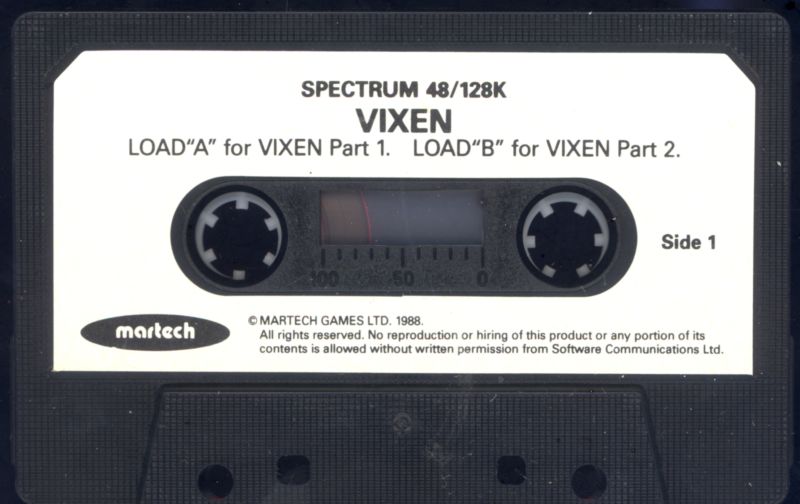 SPECTRUM 48/128K
VIXEN
LOAD"A" for VIXEN Part 1. LOAD"B" for VIXEN Part 2.
100 50 0
Side 1
martech
© MARTECH GAMES LTD. 1988.
All rights reserved. No reproduction or hiring of this product or any portion of its
contents is allowed without written permission from Software Communications Ltd.